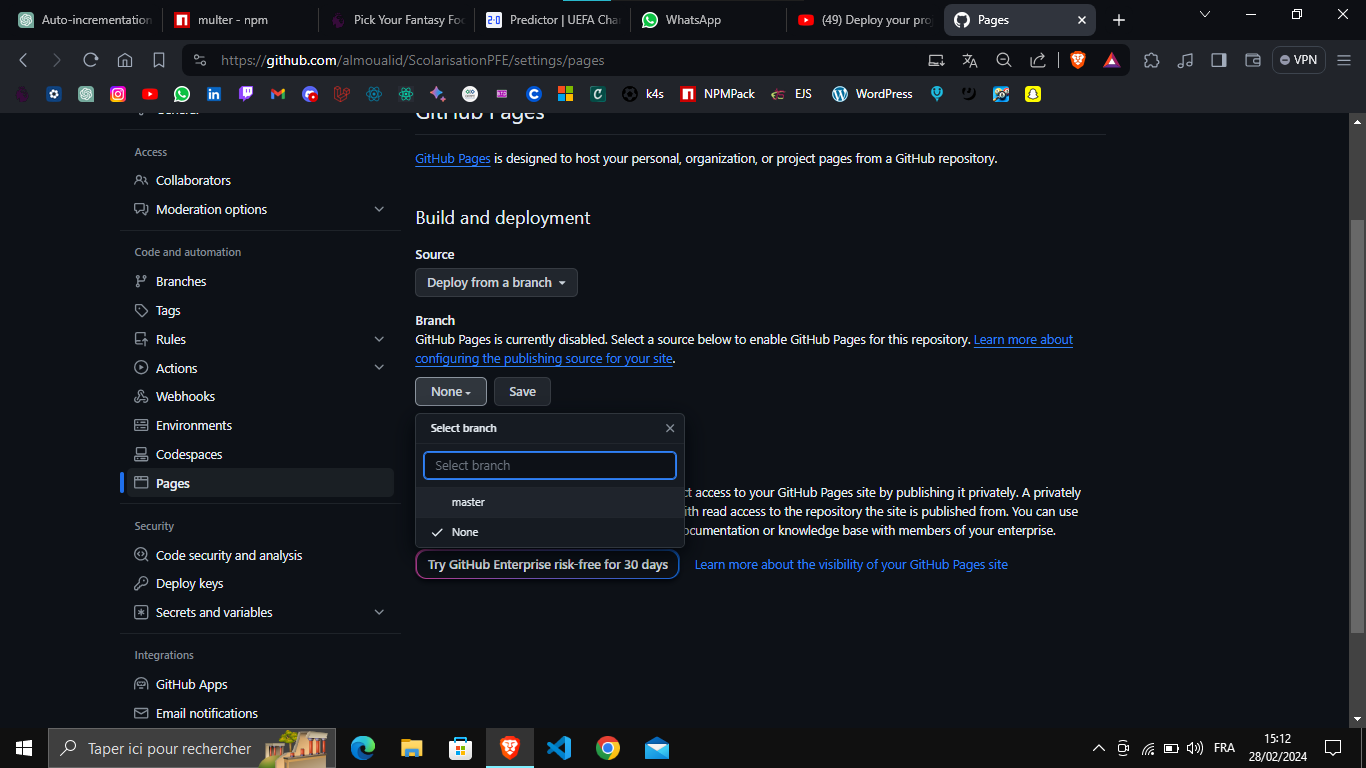 Auto-incrementation
multer - npm
Pick Your Fantasy Foo
Predictor | UEFA Cha
WhatsApp
(49) Deploy your pro
Pages
https://github.com/almoualid/ScolarisationPFE/settings/pages
VPN
k4s
NPMPack
EJS
WordPress
General
Access
Collaborators
Moderation options
Code and automation
Branches
Tags
Rules
Actions
Webhooks
Environments
Codespaces
Pages
Security
Code security and analysis
Deploy keys
Secrets and variables
Integrations
GitHub Apps
Email notifications
GitHub Pages
GitHub Pages is designed to host your personal, organization, or project pages from a GitHub repository.
Build and deployment
Source
Deploy from a branch
Branch
GitHub Pages is currently disabled. Select a source below to enable GitHub Pages for this repository. Learn more about
configuring the publishing source for your site.
None
Save
Select branch
Select branch
master
None
ct access to your GitHub Pages site by publishing it privately. A privately
ith read access to the repository the site is published from. You can use
ocumentation or knowledge base with members of your enterprise.
Try GitHub Enterprise risk-free for 30 days
Learn more about the visibility of your GitHub Pages site
Taper ici pour rechercher
FRA
15:12
28/02/2024